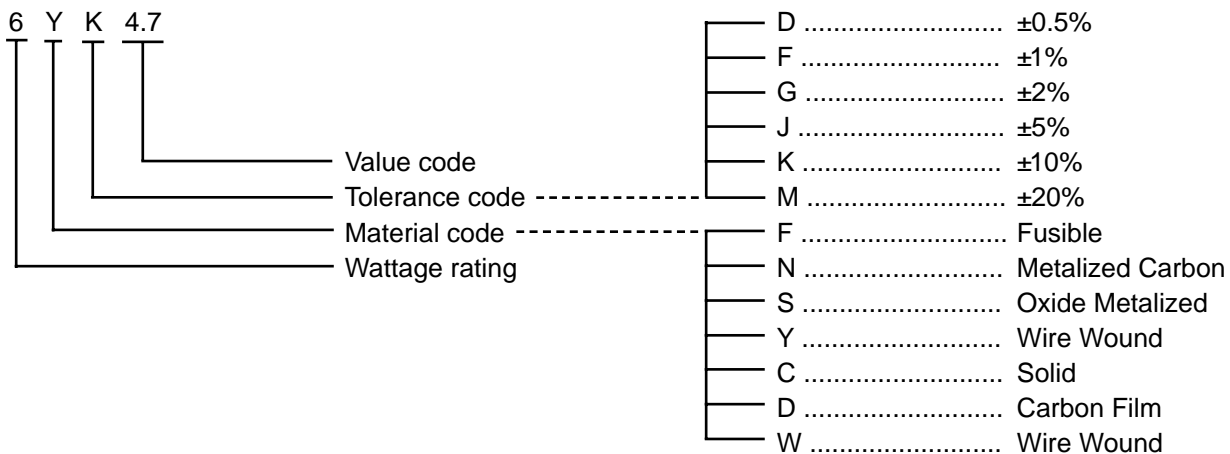 6 Y K 4.7
Value code
Tolerance code
Material code
Wattage rating
D ........................... ±0.5%
F ........................... ±1%
G ........................... ±2%
J ............................ ±5%
K ........................... ±10%
M .......................... ±20%
F ............................ Fusible
N .......................... Metalized Carbon
S .......................... Oxide Metalized
Y .......................... Wire Wound
C .......................... Solid
D .......................... Carbon Film
W ......................... Wire Wound